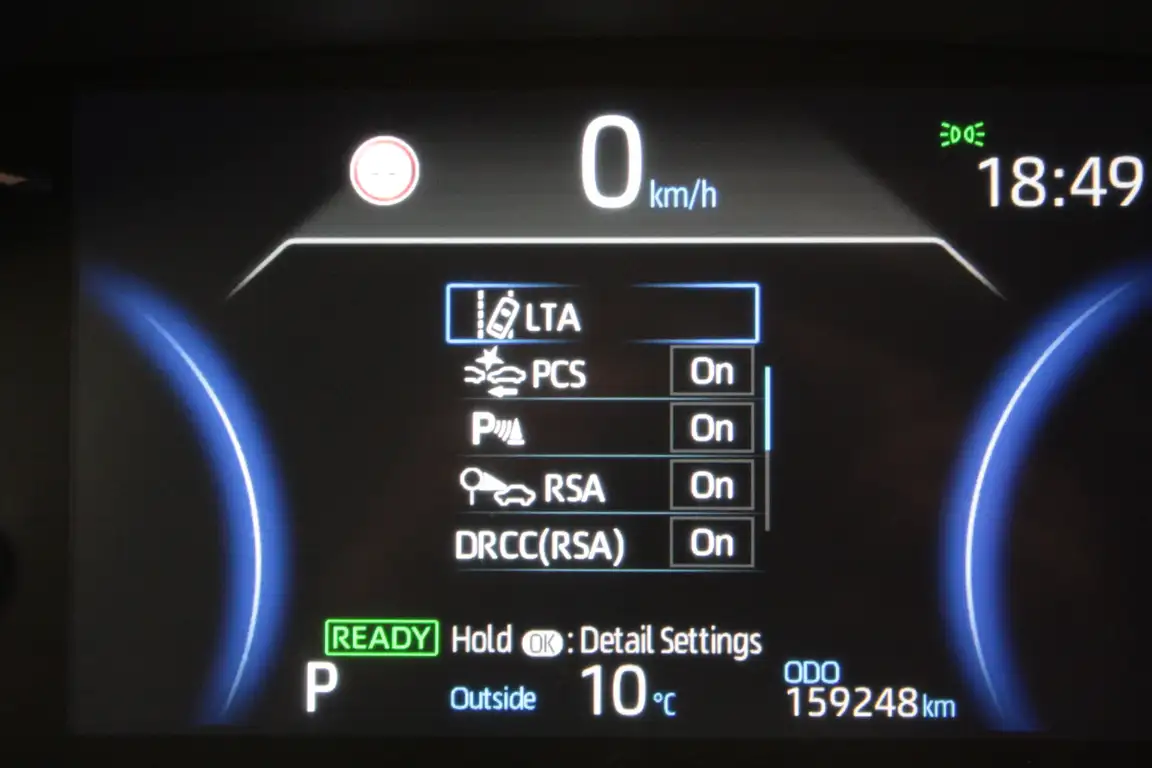 0 km/h
18:49
LTA
PCS On
P On
RSA On
DRCC(RSA) On
READY Hold OK : Detail Settings
P Outside 10 °C
ODO
159248 km